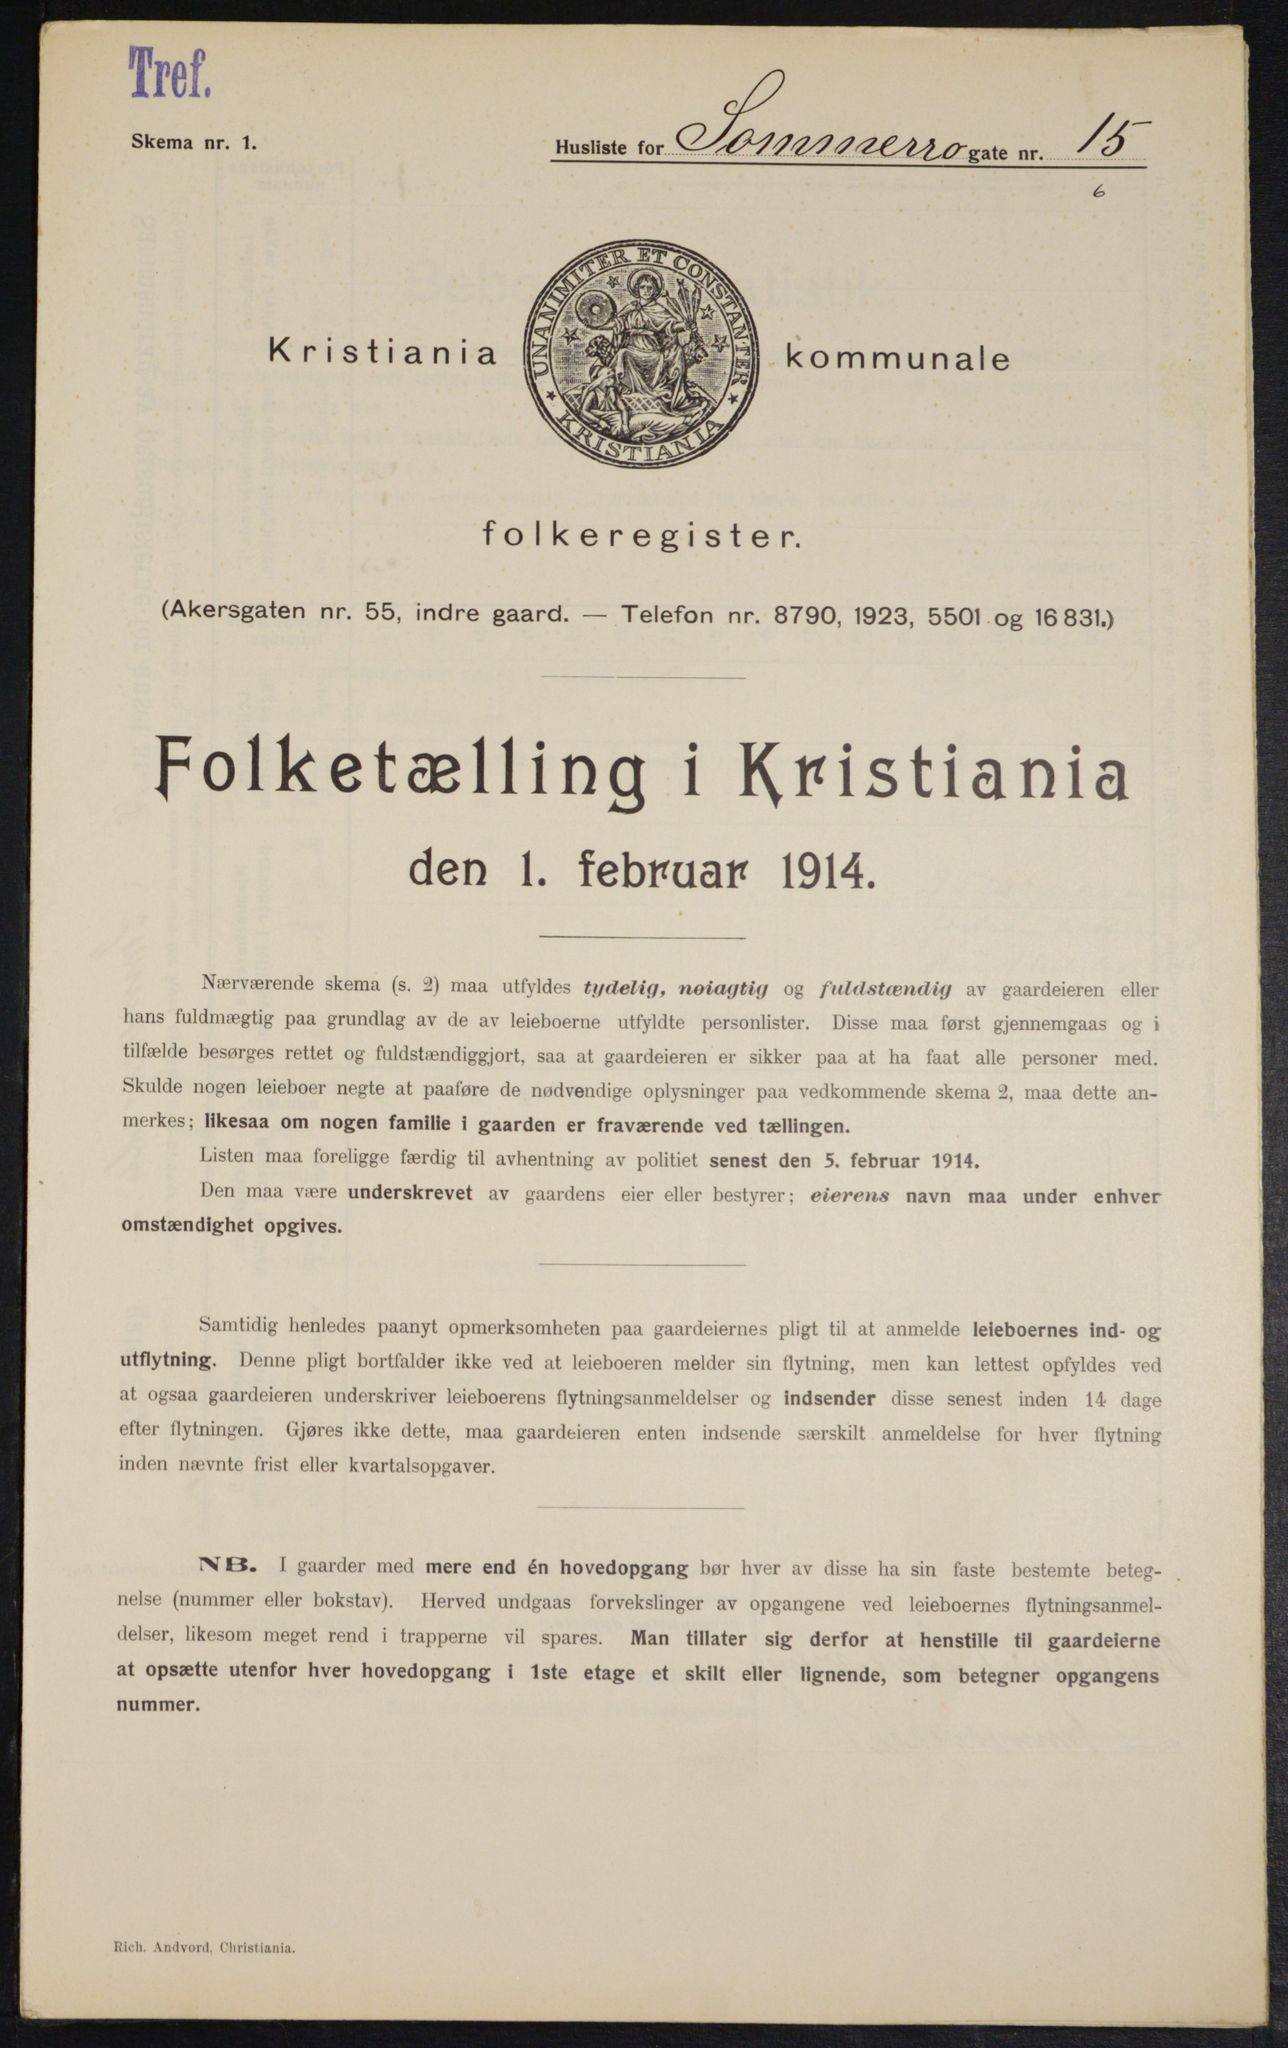 Tref.
Skema nr. 1.
Husliste for Sommerro gate nr. 15
6
UNANIMITER ET CONSTANTER
KRISTIANIA
Kristiania kommunale
folkeregister.
(Akersgaten nr. 55, indre gaard. — Telefon nr. 8790, 1923, 5501 og 16 831.)
Folketælling i Kristiania
den 1. februar 1914.
Nærværende skema (s. 2) maa utfyldes tydelig, nøiagtig og fuldstændig av gaardeieren eller
hans fuldmægtig paa grundlag av de av leieboerne utfyldte personlister. Disse maa først gjennemgaas og i
tilfælde besørges rettet og fuldstændiggjort, saa at gaardeieren er sikker paa at ha faat alle personer med.
Skulde nogen leieboer negte at paaføre de nødvendige oplysninger paa vedkommende skema 2, maa dette an-
merkes; likesaa om nogen familie i gaarden er fraværende ved tællingen.
Listen maa foreligge færdig til avhentning av politiet senest den 5. februar 1914.
Den maa være underskrevet av gaardens eier eller bestyrer; eierens navn maa under enhver
omstændighet opgives.
Samtidig henledes paanyt opmerksomheten paa gaardeiernes pligt til at anmelde leieboernes ind- og
utflytning. Denne pligt bortfalder ikke ved at leieboeren melder sin flytning, men kan lettest opfyldes ved
at ogsaa gaardeieren underskriver leieboerens flytningsanmeldelser og indsender disse senest inden 14 dage
efter flytningen. Gjøres ikke dette, maa gaardeieren enten indsende særskilt anmeldelse for hver flytning
inden nævnte frist eller kvartalsopgaver.
NB. I gaarder med mere end én hovedopgang bør hver av disse ha sin faste bestemte beteg-
nelse (nummer eller bokstav). Herved undgaas forvekslinger av opgangene ved leieboernes flytningsanmel-
delser, likesom meget rend i trapperne vil spares. Man tillater sig derfor at henstille til gaardeierne
at opsætte utenfor hver hovedopgang i 1ste etage et skilt eller lignende, som betegner opgangens
nummer.
Rich. Andvord, Christiania.